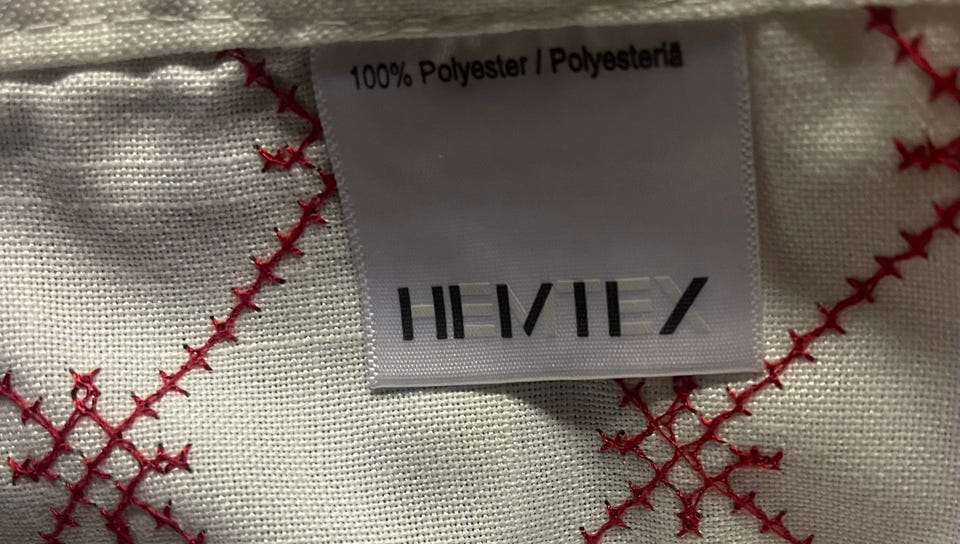 100% Polyester / Polyesteriä
HEMTEX